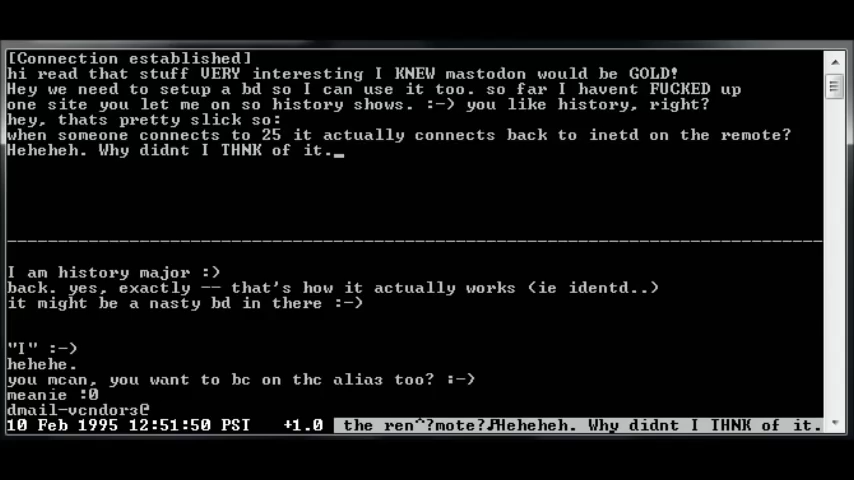 [Connection established]
hi read that stuff VERY interesting I KNEW mastodon would be GOLD!
Hey we need to setup a bd so I can use it too. so far I havent FUCKED up
one site you let me on so history shows. :-) you like history, right?
hey, thats pretty slick so:
when someone connects to 25 it actually connects back to inetd on the remote?
Heheheh. Why didnt I THNK of it._
I am history major :)
back. yes, exactly -- that's how it actually works (ie identd..)
it might be a nasty bd in there :-)
"I" :-)
hehehe.
you mean, you want to be on the alias too? :-)
meanie :0
dmail-vendors@
10 Feb 1995 12:51:50 PST +1.0 the ren^?mote?♪Heheheh. Why didnt I THNK of it.